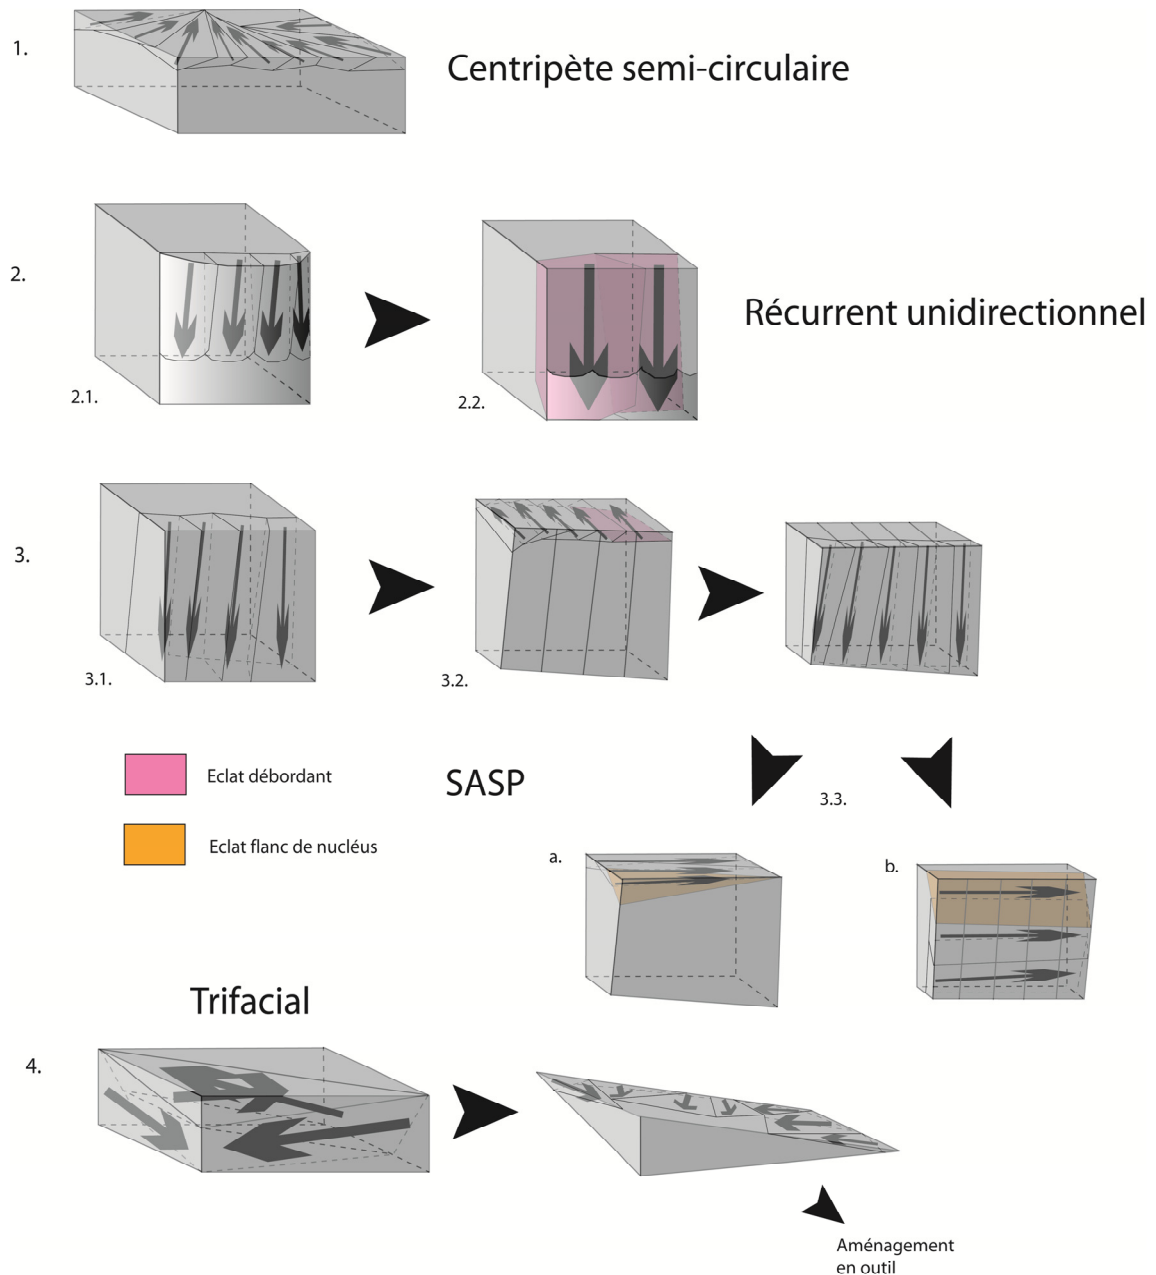 1.
Centripète semi-circulaire
2.
Récurrent unidirectionnel
2.1.
2.2.
3.
3.1.
3.2.
Eclat débordant
SASP
3.3.
Eclat flanc de nucléus
a.
b.
Trifacial
4.
Aménagement
en outil